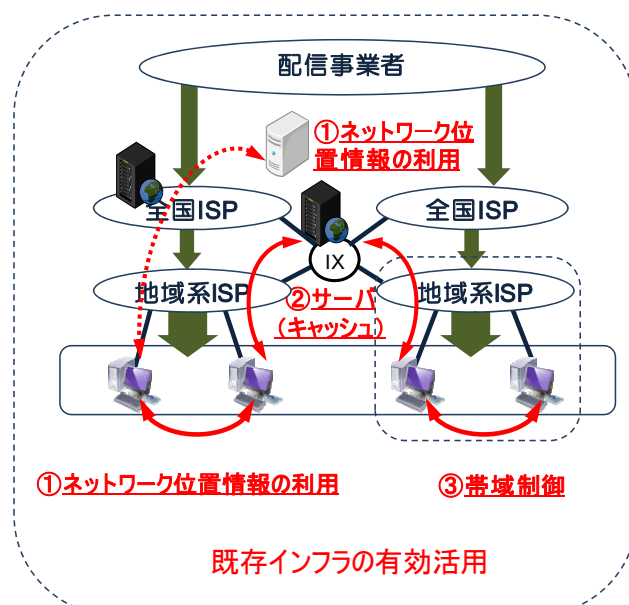 配信事業者
①ネットワーク位
置情報の利用
全国ISP
全国ISP
IX
地域系ISP
②サーバ
(キャッシュ)
地域系ISP
①ネットワーク位置情報の利用
③帯域制御
既存インフラの有効活用